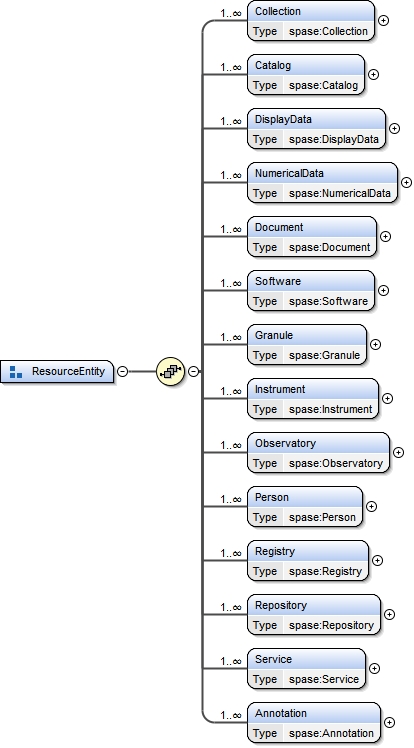 1..∞
Collection
Type spase:Collection
1..∞
Catalog
Type spase:Catalog
1..∞
DisplayData
Type spase:DisplayData
1..∞
NumericalData
Type spase:NumericalData
1..∞
Document
Type spase:Document
1..∞
Software
Type spase:Software
1..∞
Granule
Type spase:Granule
ResourceEntity
1..∞
Instrument
Type spase:Instrument
1..∞
Observatory
Type spase:Observatory
1..∞
Person
Type spase:Person
1..∞
Registry
Type spase:Registry
1..∞
Repository
Type spase:Repository
1..∞
Service
Type spase:Service
1..∞
Annotation
Type spase:Annotation